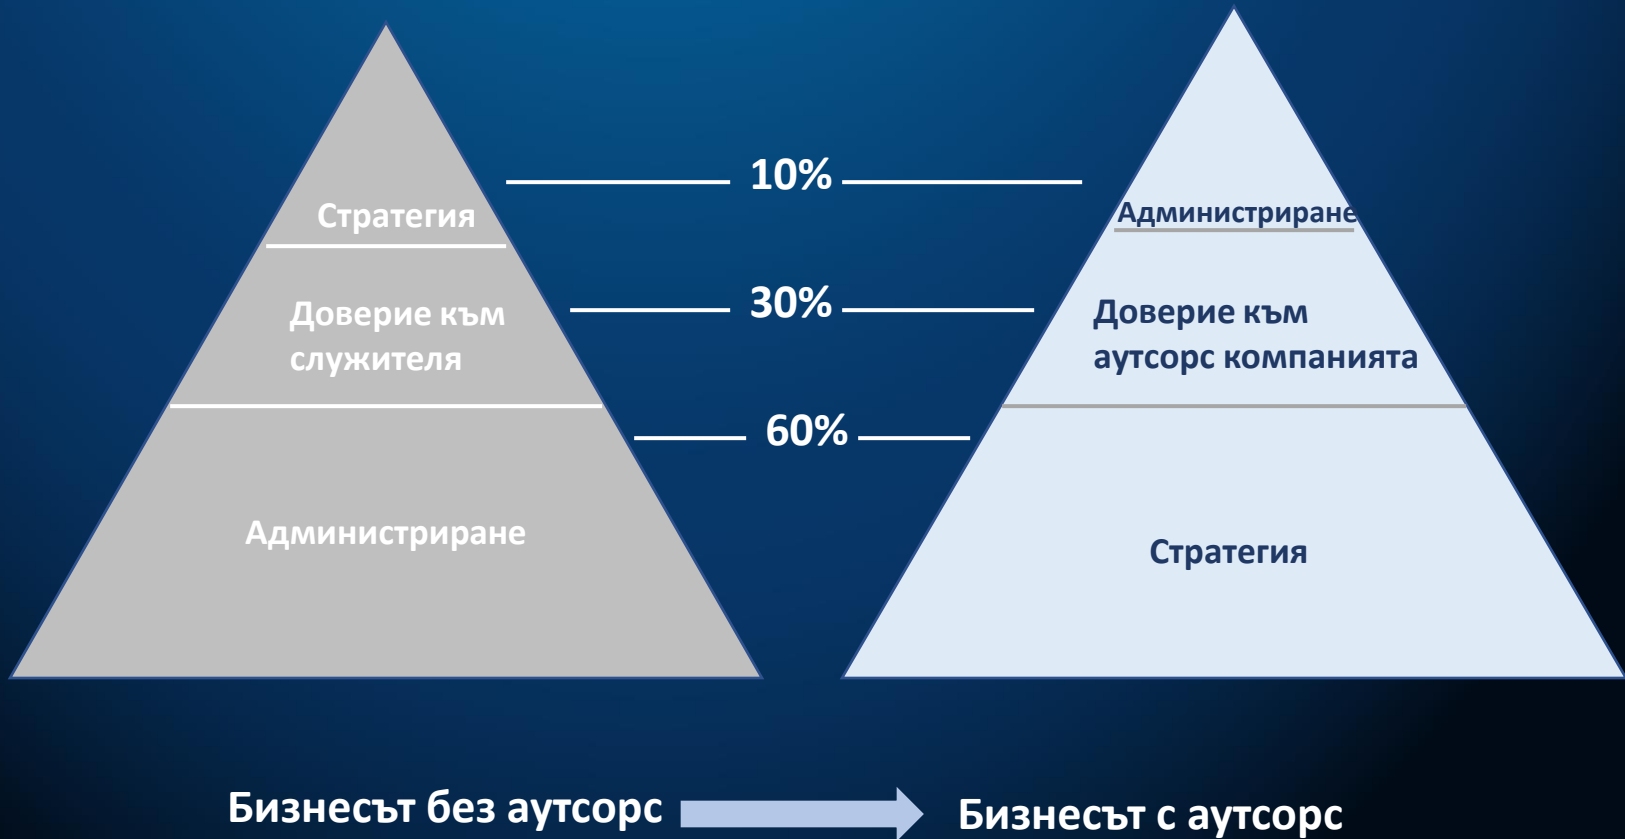 Стратегия
Доверие към
служителя
Администриране
10%
30%
60%
Администриране
Доверие към
аутсорс компанията
Стратегия
Бизнесът без аутсорс
Бизнесът с аутсорс